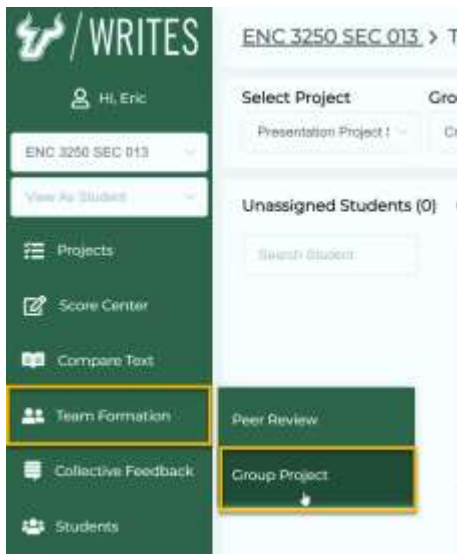 /WRITES
Hi, Eric
ENC 3250 SEC 013
View As Student
Projects
Score Center
Compare Text
Team Formation
Collective Feedback
Students
ENC 3250 SEC 013 > T
Select Project
Gro
Presentation Project
Unassigned Students (0)
Search Student
Peer Review
Group Project